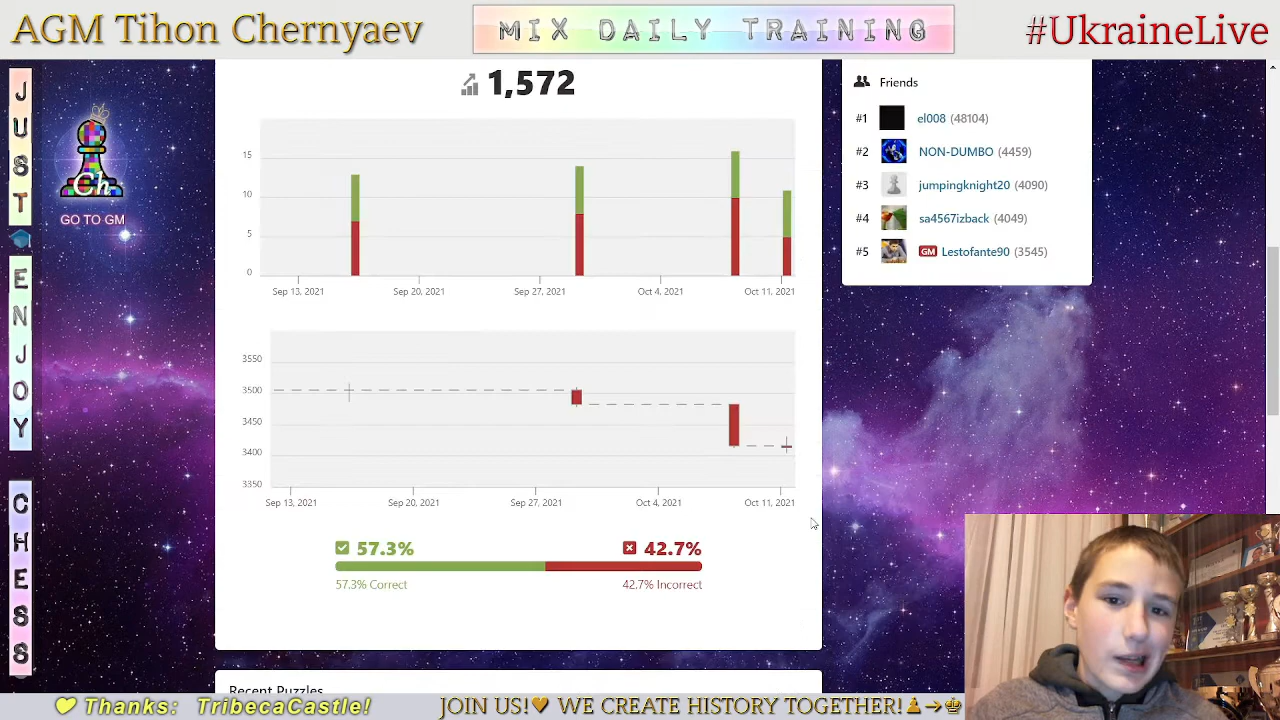 AGM Tihon Chernyaev
MIX DAILY TRAINING
#UkraineLive
JUST
ENJOY
CHESS
Ch
GO TO GM
1,572
15
10
5
0
Sep 13, 2021 Sep 20, 2021 Sep 27, 2021 Oct 4, 2021 Oct 11, 2021
3550
3500
3450
3400
3350
Sep 13, 2021 Sep 20, 2021 Sep 27, 2021 Oct 4, 2021 Oct 11, 2021
57.3% 42.7%
57.3% Correct 42.7% Incorrect
Recent Puzzles
Friends
#1 el008 (48104)
#2 NON-DUMBO (4459)
#3 jumpingknight20 (4090)
#4 sa4567izback (4049)
#5 GM Lestofante90 (3545)
Thanks: TribecaCastle!
JOIN US! WE CREATE HISTORY TOGETHER!